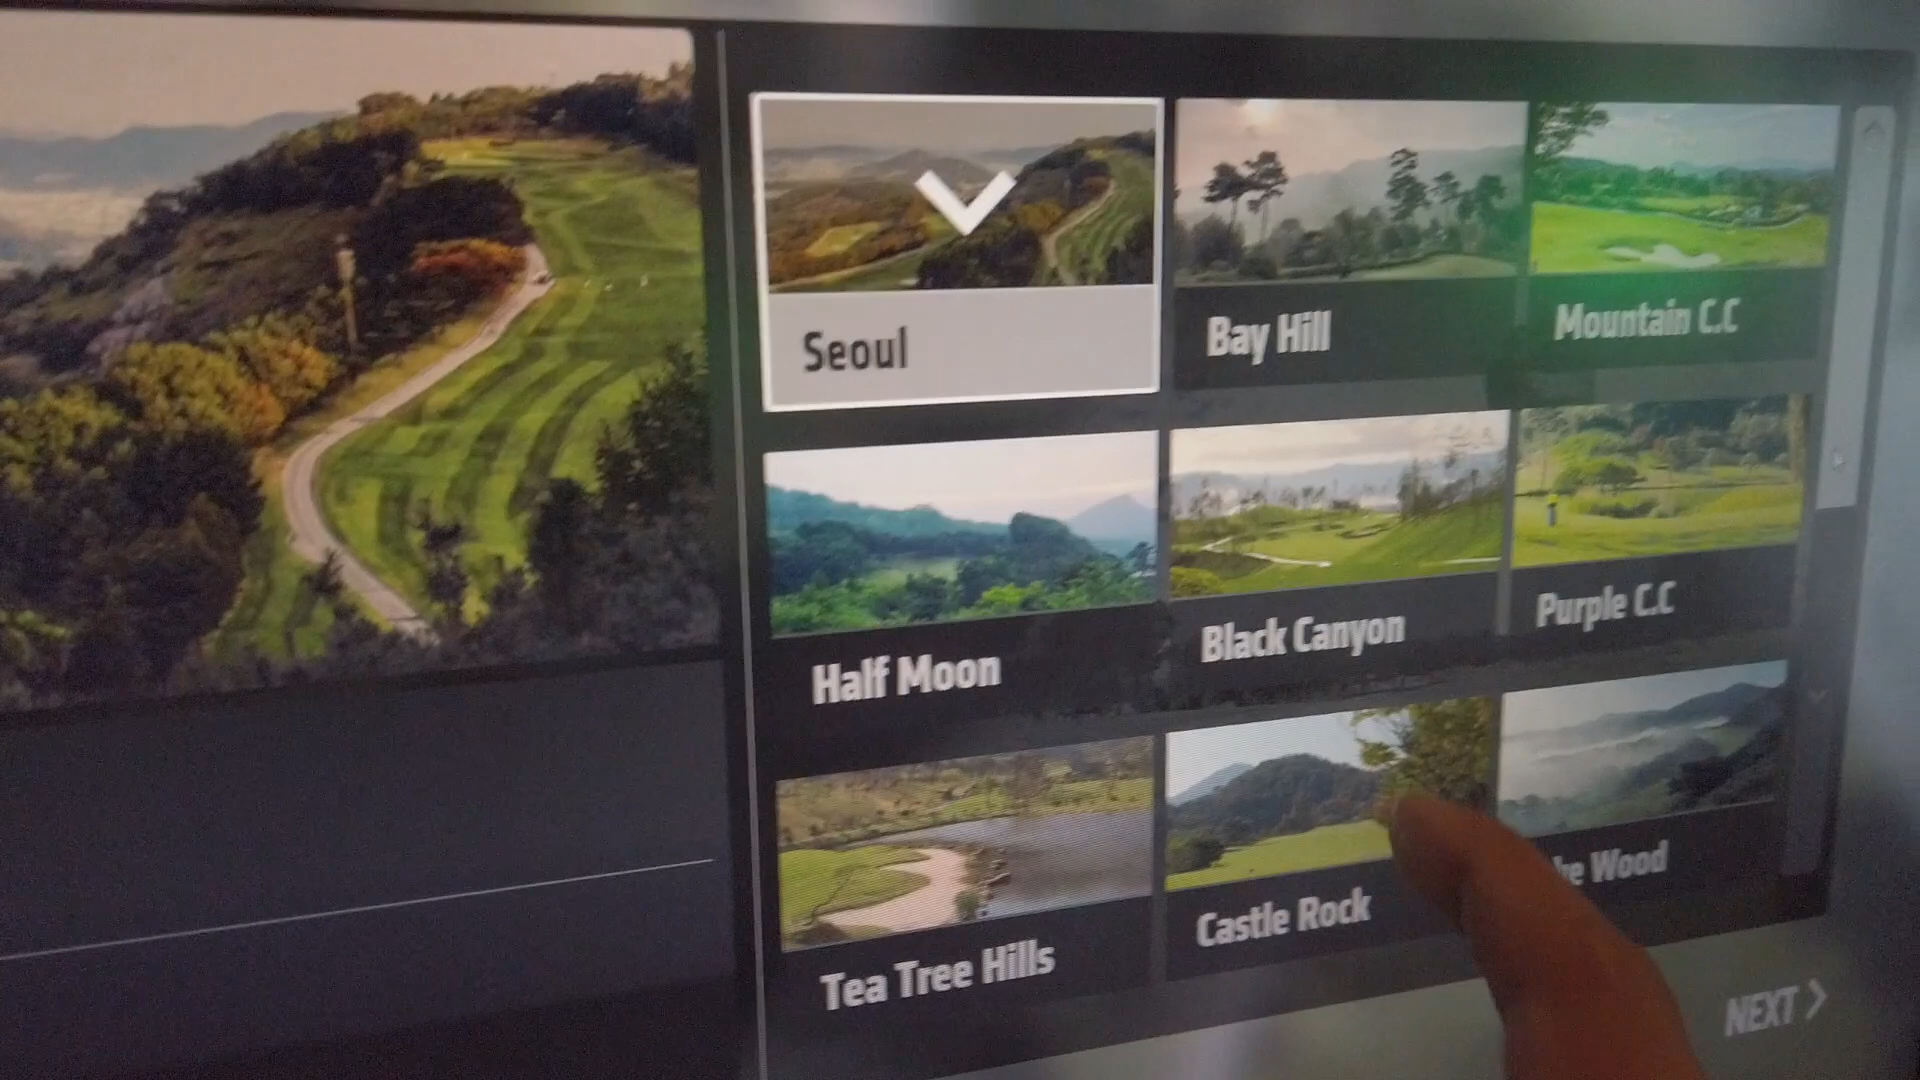 Seoul
Bay Hill
Mountain C.C
Half Moon
Black Canyon
Purple C.C
Tea Tree Hills
Castle Rock
Wood
NEXT >